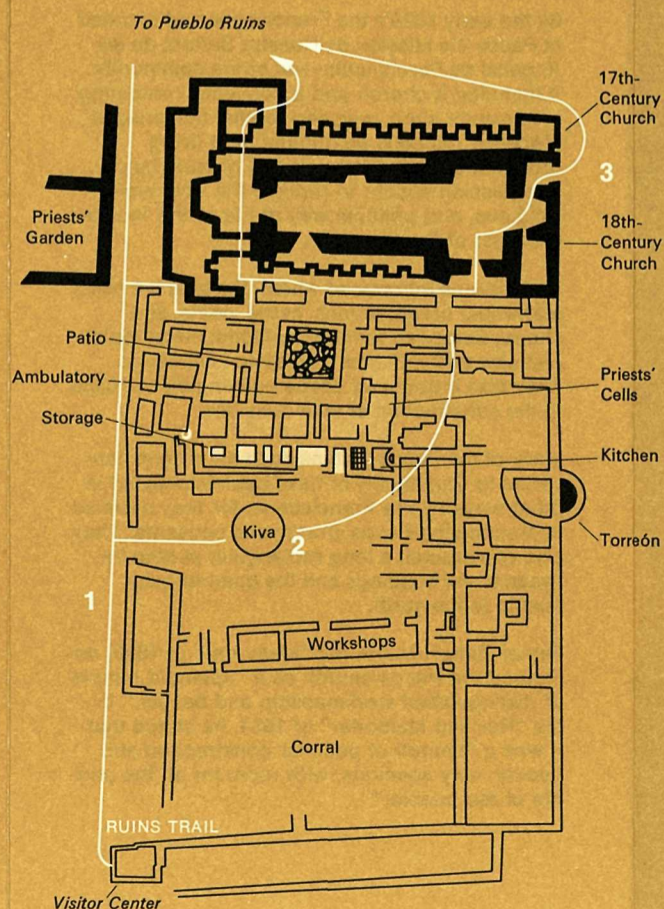 To Pueblo Ruins
17th-
Century
Church
3
Priests'
Garden
18th-
Century
Church
Patio
Ambulatory
Storage
Priests'
Cells
Kitchen
Kiva
2
Torreón
1
Workshops
Corral
RUINS TRAIL
Visitor Center